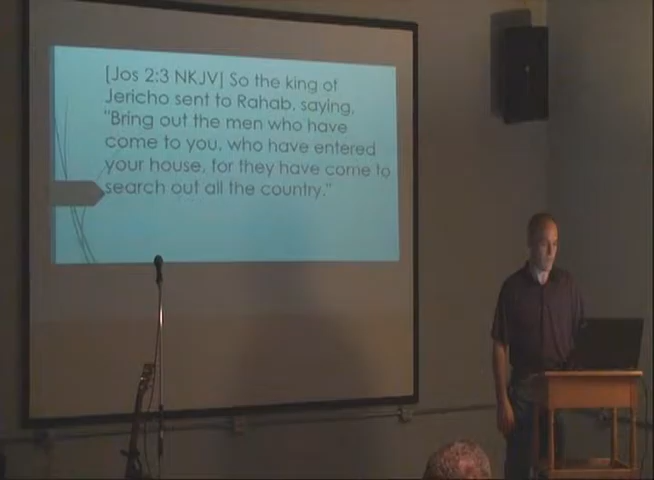 [Jos 2:3 NKJV] So the king of
Jericho sent to Rahab, saying,
"Bring out the men who have
come to you, who have entered
your house, for they have come to
search out all the country."